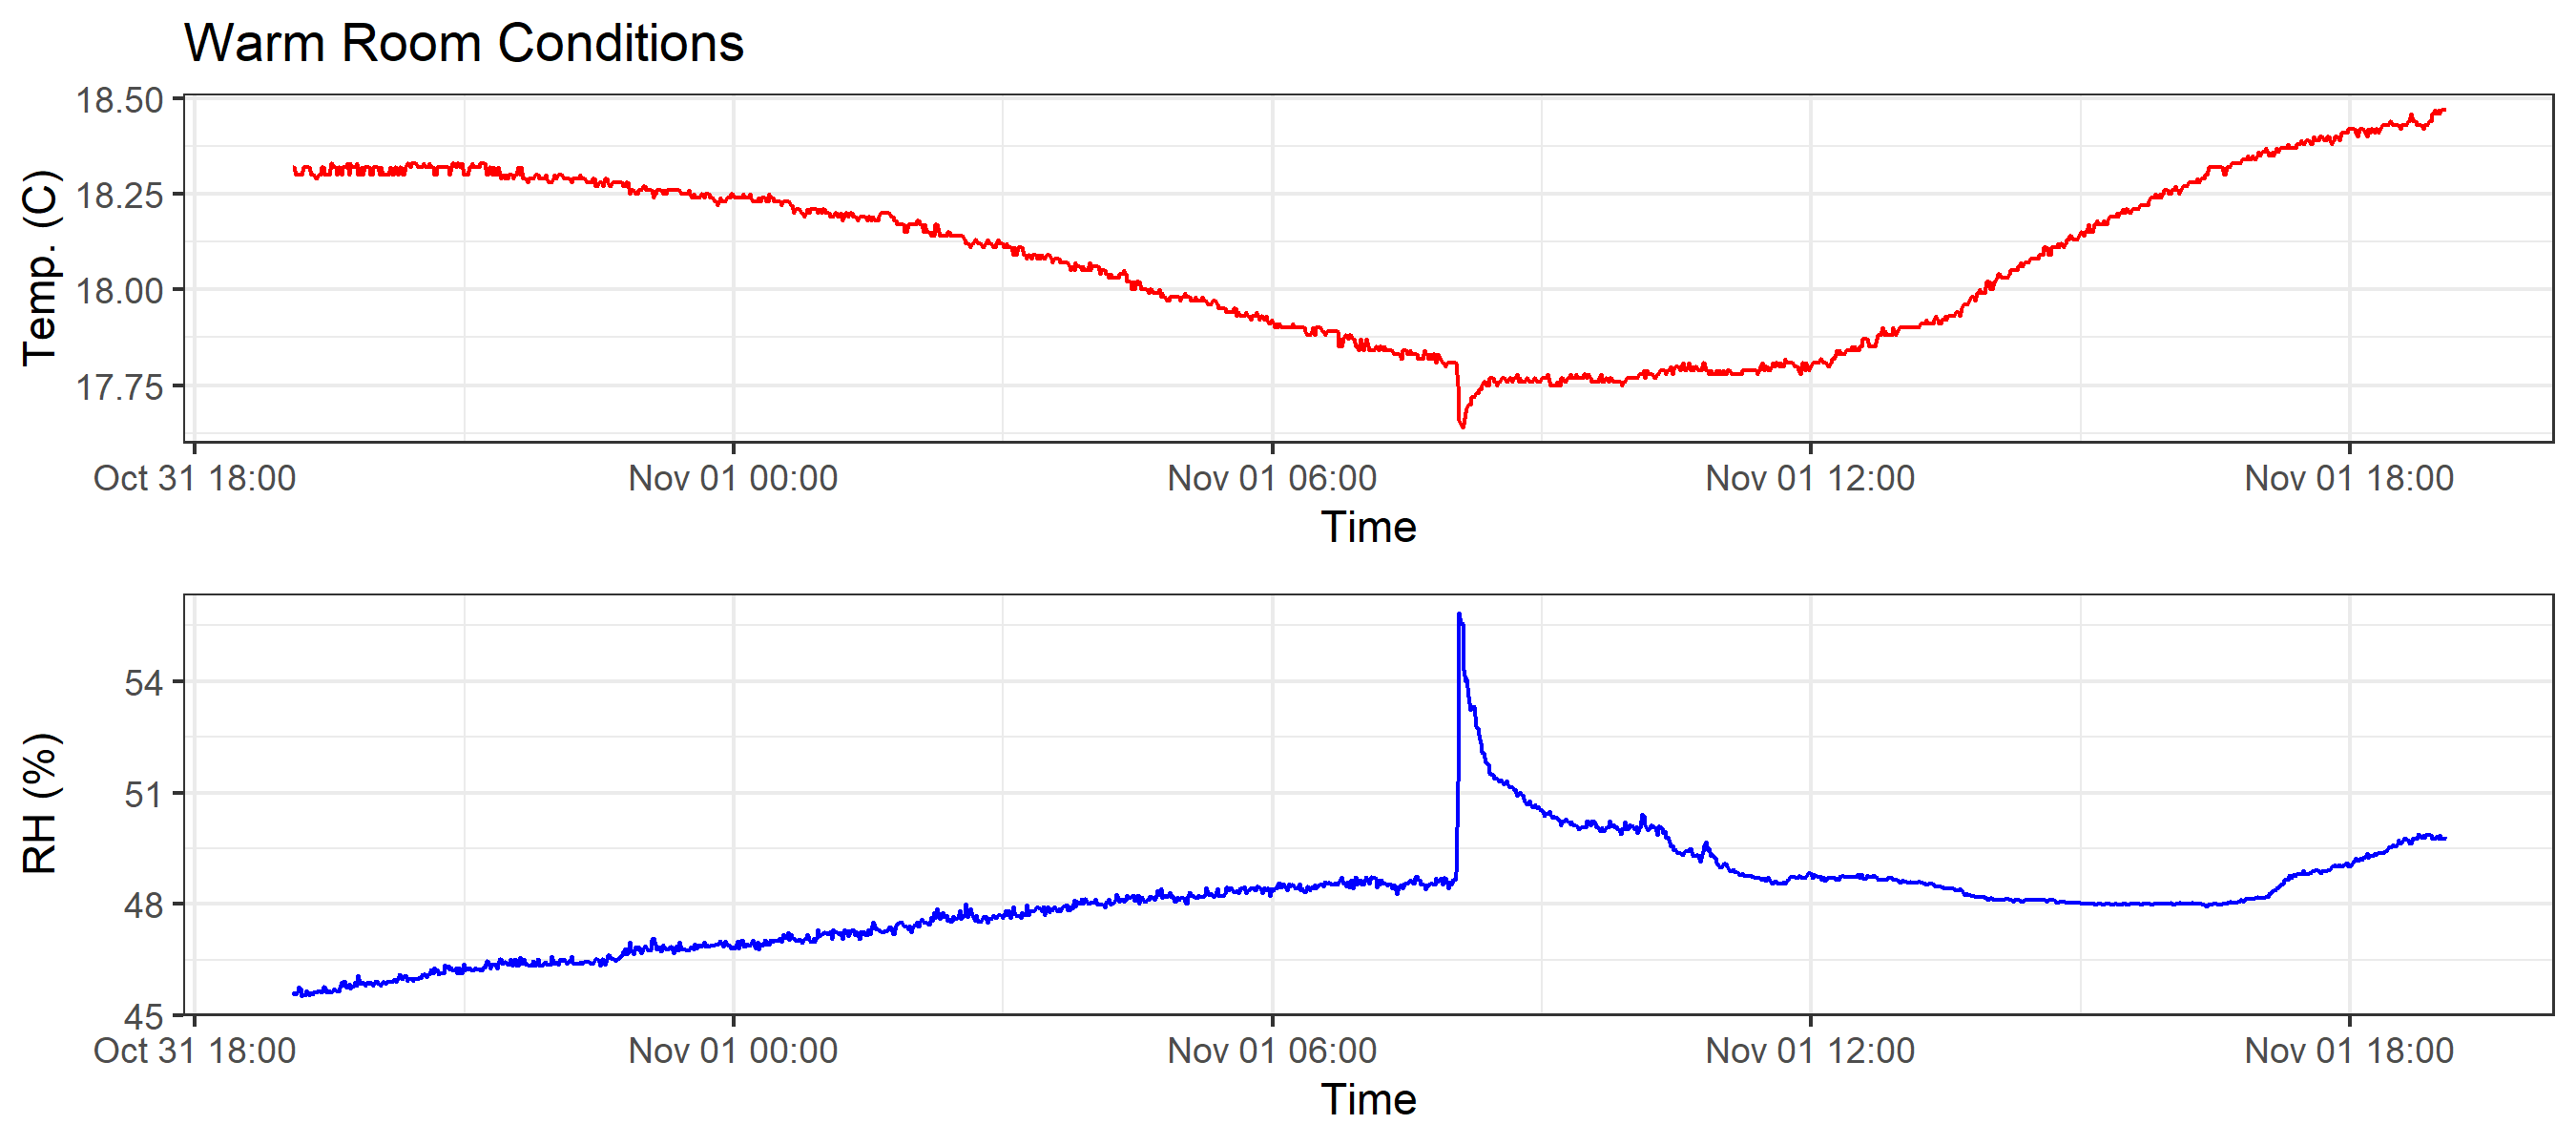 Warm Room Conditions
Temp. (C)
18.50
18.25
18.00
17.75
Oct 31 18:00 Nov 01 00:00 Nov 01 06:00 Nov 01 12:00 Nov 01 18:00
Time
RH (%)
54
51
48
45
Oct 31 18:00 Nov 01 00:00 Nov 01 06:00 Nov 01 12:00 Nov 01 18:00
Time